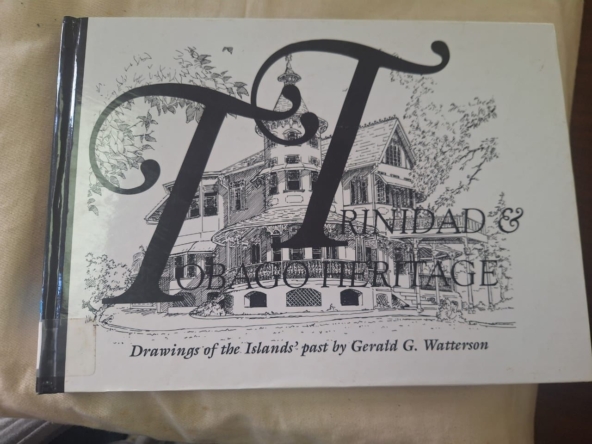 TRINIDAD &
TOBAGO HERITAGE
Drawings of the Islands' past by Gerald G. Watterson